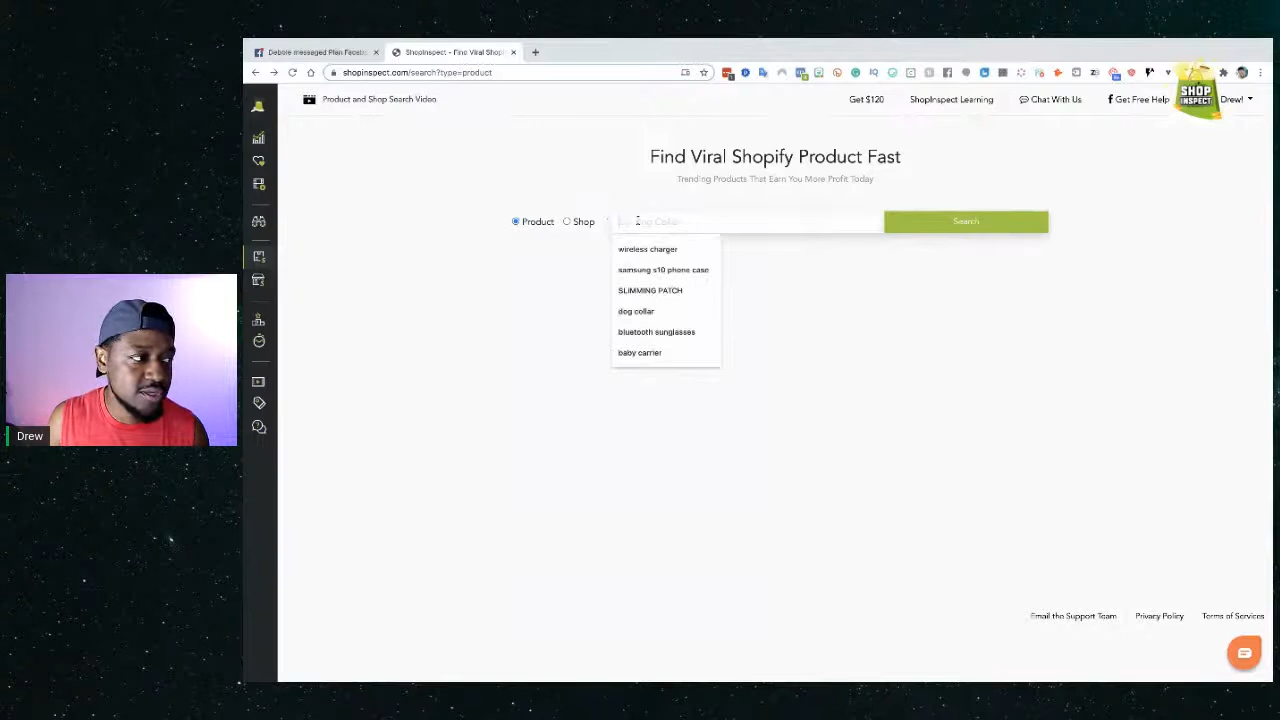 Debore messaged Plan Facebo
ShopInspect - Find Viral Shopi
shopinspect.com/search?type=product
Product and Shop Search Video
Get $120
ShopInspect Learning
Chat With Us
Get Free Help
SHOP
INSPECT
Drew!
Find Viral Shopify Product Fast
Trending Products That Earn You More Profit Today
Product
Shop
Search
wireless charger
samsung s10 phone case
SLIMMING PATCH
dog collar
bluetooth sunglasses
baby carrier
Drew
Email the Support Team
Privacy Policy
Terms of Services